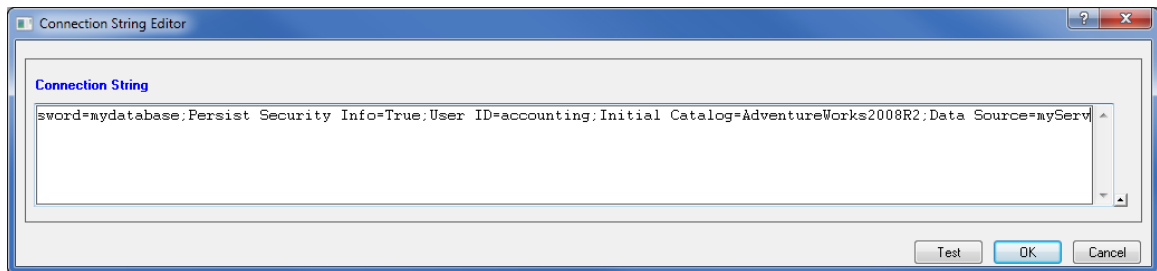 Connection String Editor
Connection String
sword=mydatabase;Persist Security Info=True;User ID=accounting;Initial Catalog=AdventureWorks2008R2;Data Source=myServ
Test OK Cancel